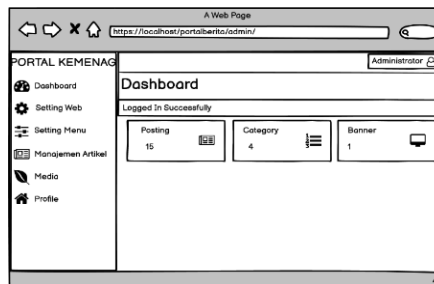 A Web Page
https://localhost/portalberita/admin/
PORTAL KEMENAG
Administrator
Dashboard
Dashboard
Logged In Successfully
Setting Web
Setting Menu
Manajemen Artikel
Media
Profile
Posting
15
Category
4
Banner
1